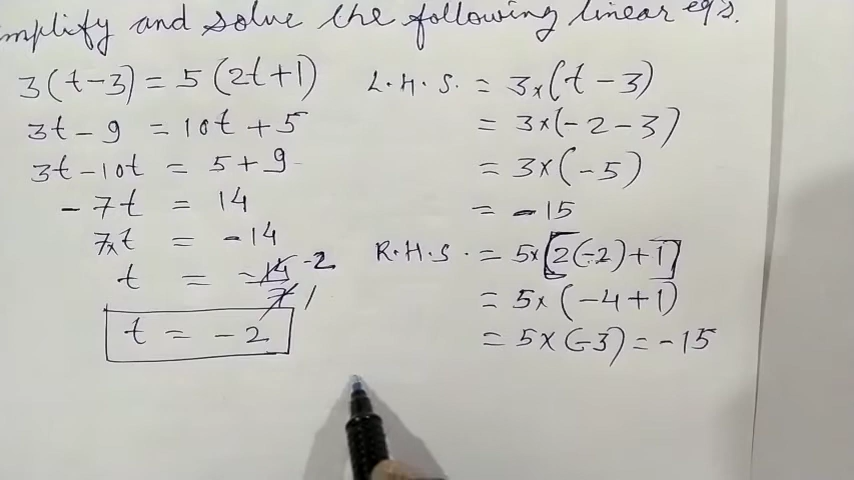 implify and solve the following linear eqs.
3(t-3) = 5(2t+1)
3t-9 = 10t+5
3t-10t = 5+9
-7t = 14
7×t = -14
t = -14/7 -2 1
t = -2
L.H.S. = 3×(t-3)
= 3×(-2-3)
= 3×(-5)
= -15
R.H.S. = 5×[2(-2)+1]
= 5×(-4+1)
= 5×(-3) = -15